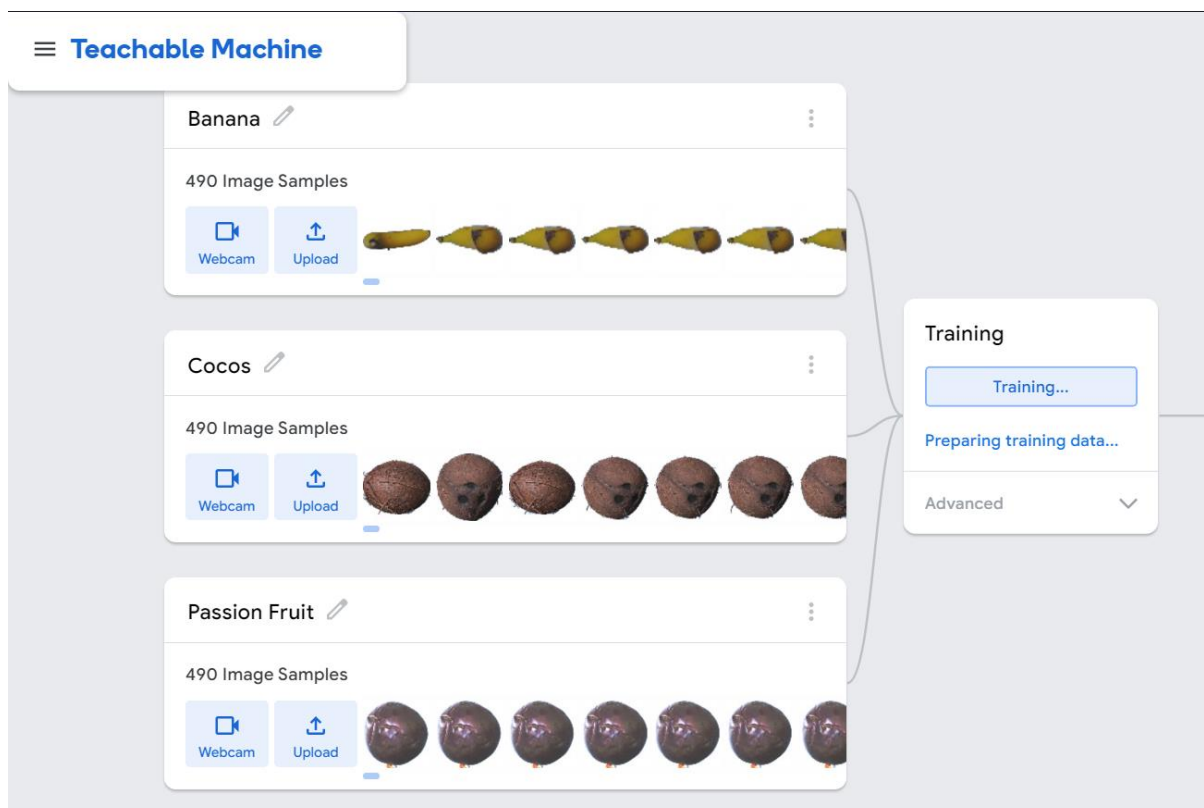 Teachable Machine
Banana
490 Image Samples
Webcam
Upload
Cocos
490 Image Samples
Webcam
Upload
Passion Fruit
490 Image Samples
Webcam
Upload
Training
Training...
Preparing training data...
Advanced